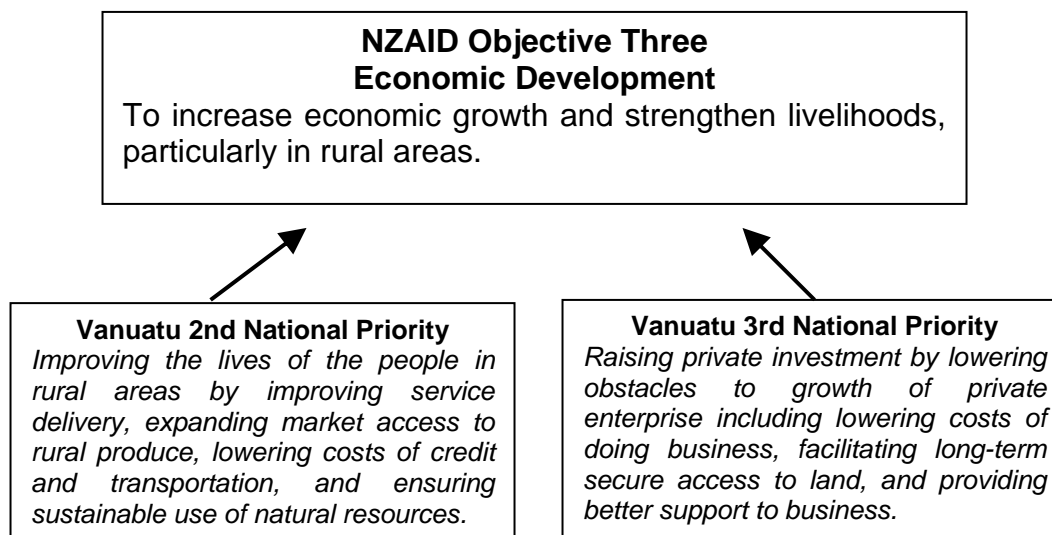 NZAID Objective Three
Economic Development
To increase economic growth and strengthen livelihoods,
particularly in rural areas.
Vanuatu 2nd National Priority
Improving the lives of the people in
rural areas by improving service
delivery, expanding market access to
rural produce, lowering costs of credit
and transportation, and ensuring
sustainable use of natural resources.
Vanuatu 3rd National Priority
Raising private investment by lowering
obstacles to growth of private
enterprise including lowering costs of
doing business, facilitating long-term
secure access to land, and providing
better support to business.